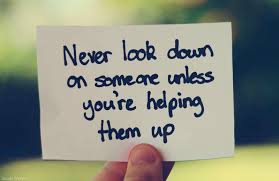 Never look down
on someone unless
you're helping
them up